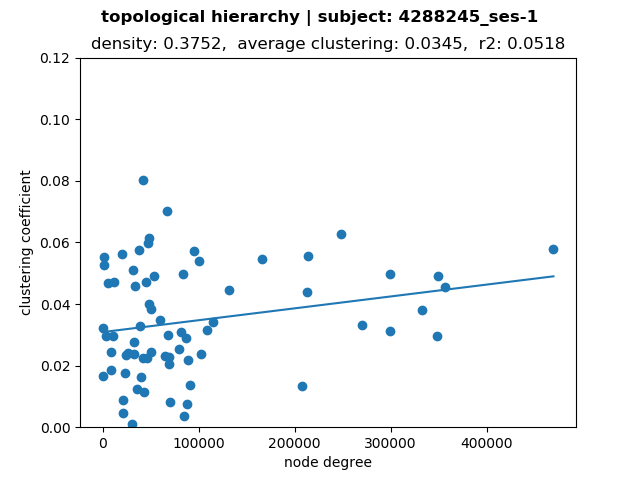 topological hierarchy | subject: 4288245_ses-1
density: 0.3752,  average clustering: 0.0345,  r2: 0.0518
0.12
0.10
0.08
0.06
0.04
0.02
0.00
clustering coefficient
0 100000 200000 300000 400000
node degree